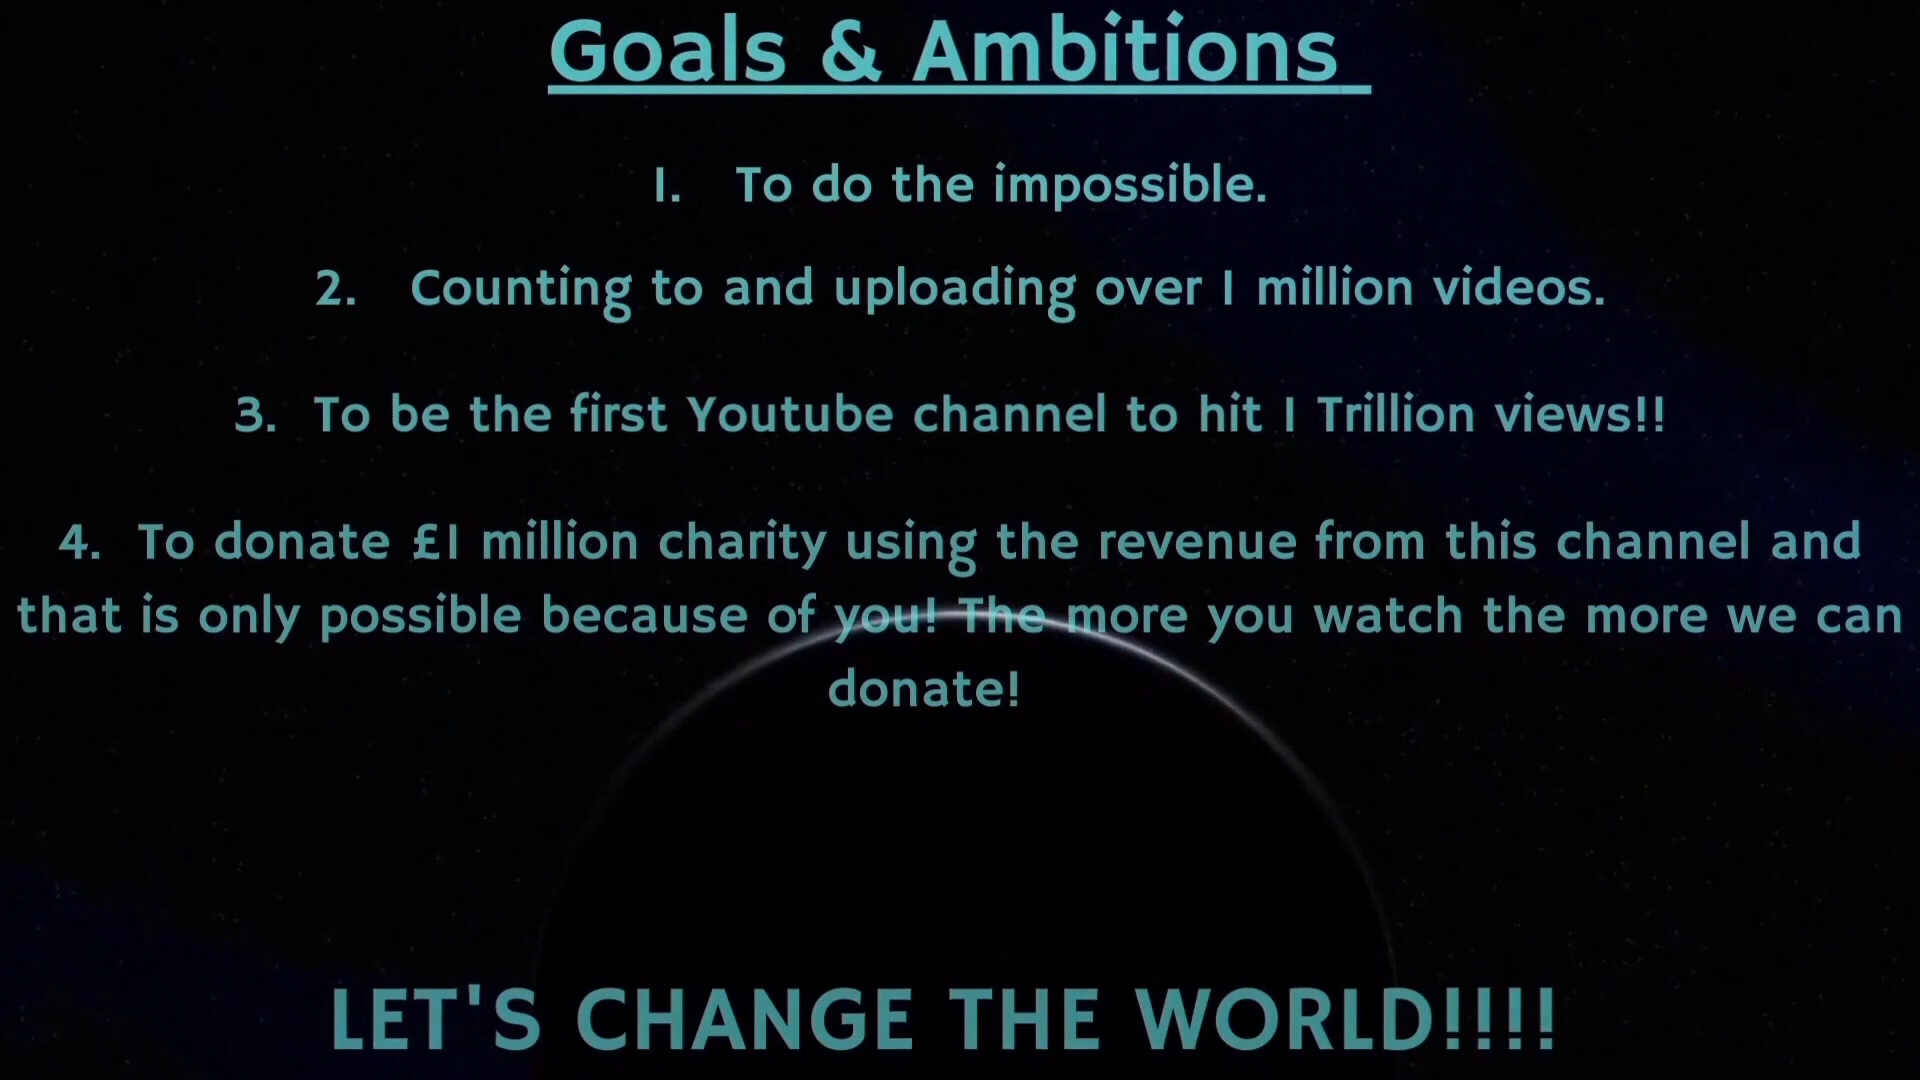 Goals & Ambitions
1. To do the impossible.
2. Counting to and uploading over 1 million videos.
3. To be the first Youtube channel to hit 1 Trillion views!!
4. To donate £1 million charity using the revenue from this channel and
that is only possible because of you! The more you watch the more we can
donate!
LET'S CHANGE THE WORLD!!!!